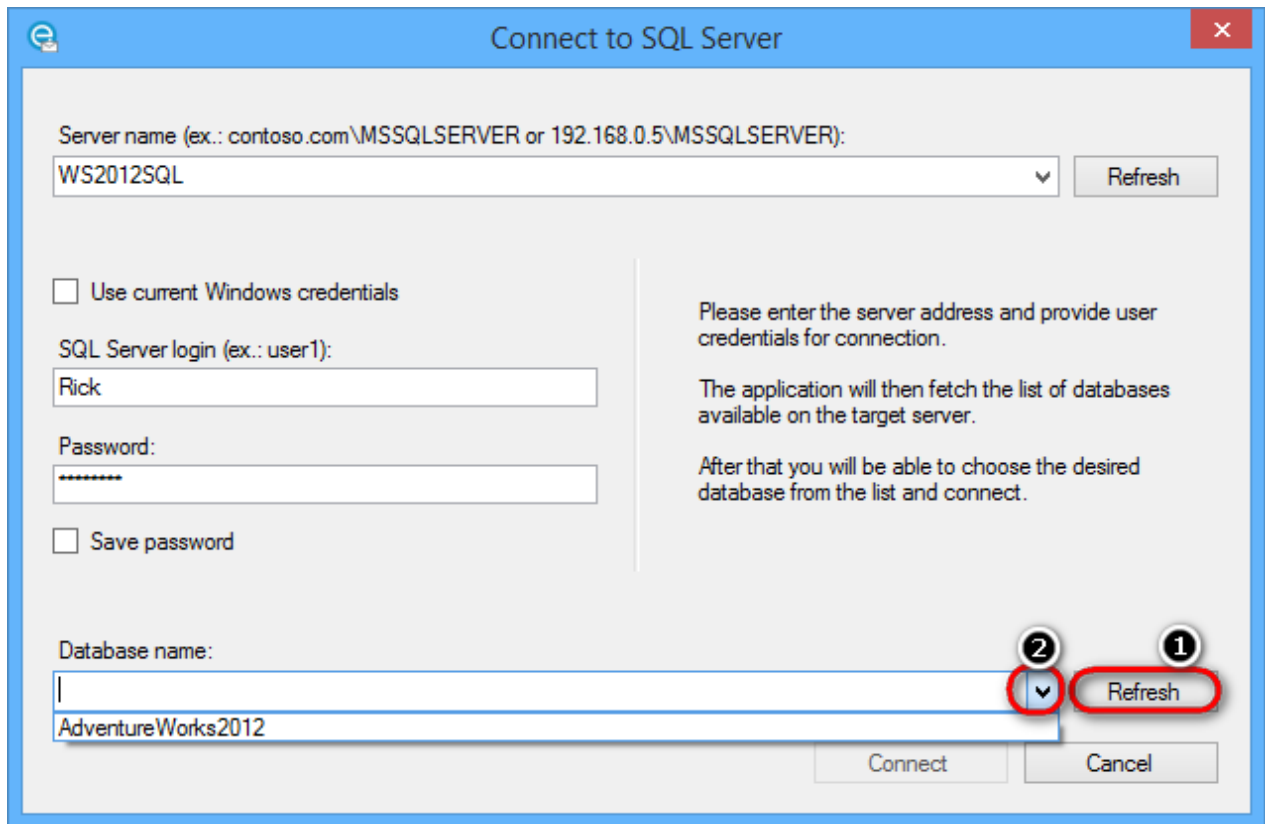 Connect to SQL Server
Server name (ex.: contoso.com\MSSQLSERVER or 192.168.0.5\MSSQLSERVER):
WS2012SQL
Refresh
Use current Windows credentials
SQL Server login (ex.: user1):
Rick
Password:
********
Save password
Please enter the server address and provide user
credentials for connection.
The application will then fetch the list of databases
available on the target server.
After that you will be able to choose the desired
database from the list and connect.
Database name:
2
1
Refresh
AdventureWorks2012
Connect
Cancel